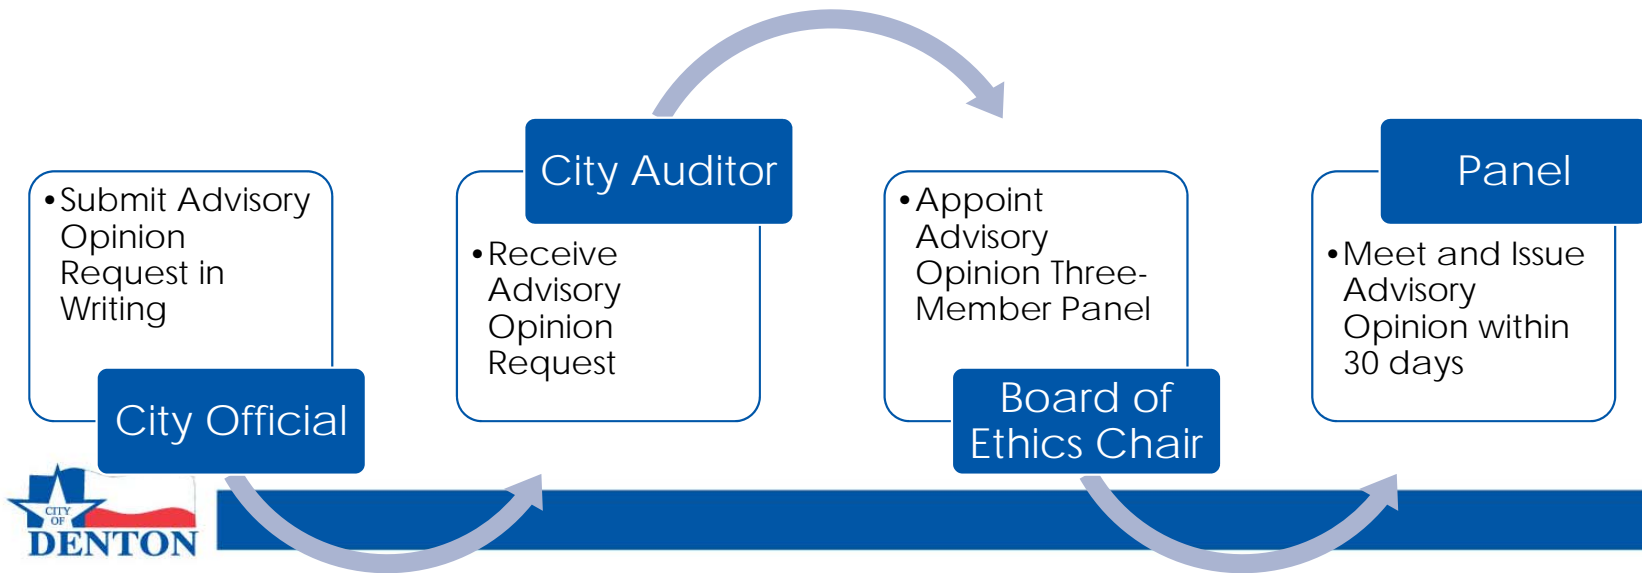 •Submit Advisory
Opinion
Request in
Writing
City Official
City Auditor
•Receive
Advisory
Opinion
Request
•Appoint
Advisory
Opinion Three-
Member Panel
Board of
Ethics Chair
Panel
•Meet and Issue
Advisory
Opinion within
30 days
CITY
OF
DENTON